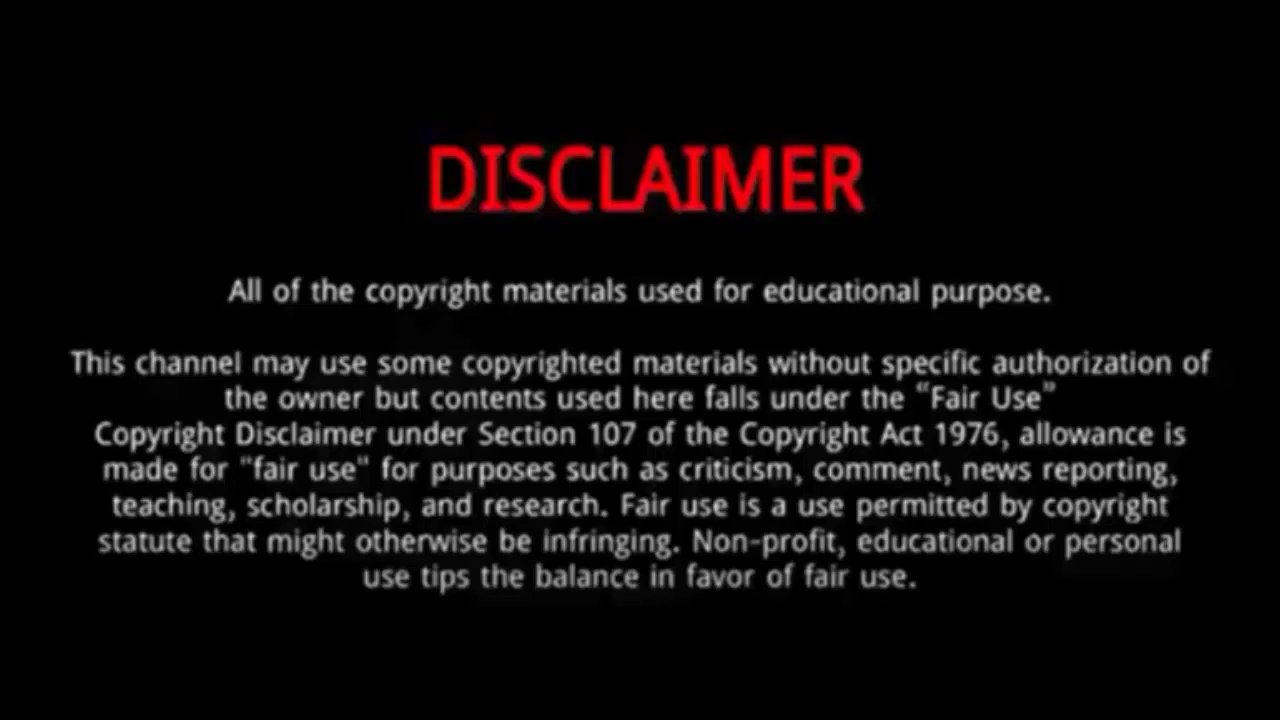 DISCLAIMER
All of the copyright materials used for educational purpose.
This channel may use some copyrighted materials without specific authorization of
the owner but contents used here falls under the “Fair Use”
Copyright Disclaimer under Section 107 of the Copyright Act 1976, allowance is
made for "fair use" for purposes such as criticism, comment, news reporting,
teaching, scholarship, and research. Fair use is a use permitted by copyright
statute that might otherwise be infringing. Non-profit, educational or personal
use tips the balance in favor of fair use.